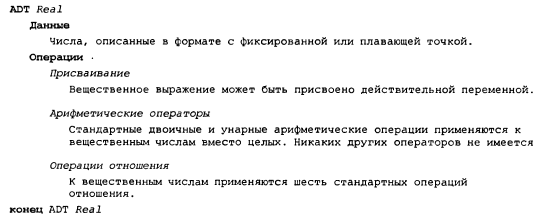 ADT Real
Данные
Числа, описанные в формате с фиксированной или плавающей точкой.
Операции
Присваивание
Вещественное выражение может быть присвоено действительной переменной.
Арифметические операторы
Стандартные двоичные и унарные арифметические операции применяются к
вещественным числам вместо целых. Никаких других операторов не имеется
Операции отношения
К вещественным числам применяются шесть стандартных операций
отношения.
конец ADT Real